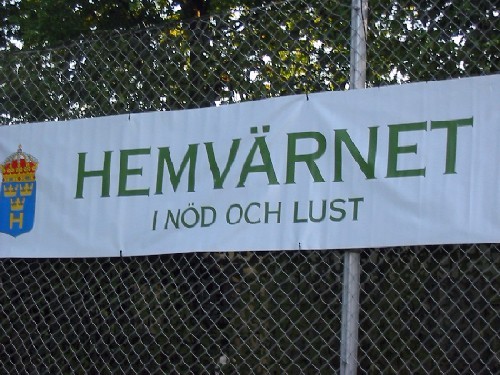 HEMVÄRNET
I NÖD OCH LUST
H